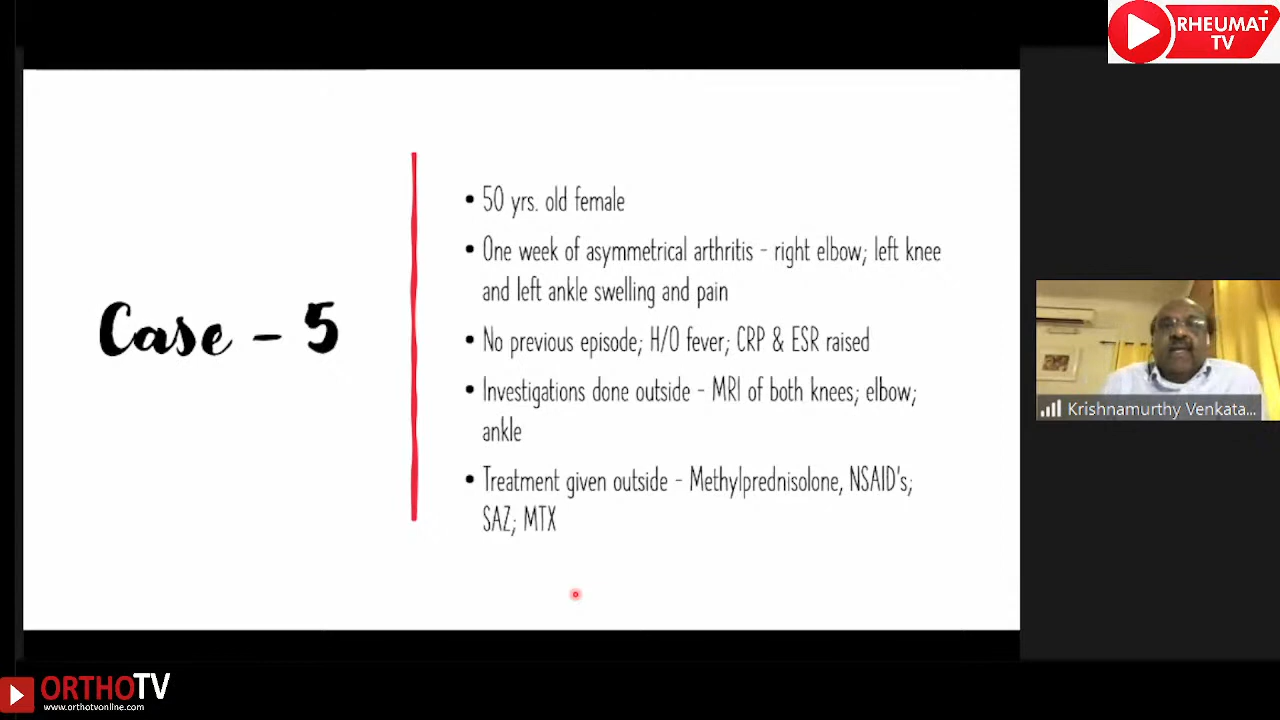 RHEUMAT
TV
Case - 5
• 50 yrs. old female
• One week of asymmetrical arthritis - right elbow; left knee
and left ankle swelling and pain
• No previous episode; H/O fever; CRP & ESR raised
• Investigations done outside - MRI of both knees; elbow;
ankle
• Treatment given outside - Methylprednisolone, NSAID's;
SAZ; MTX
Krishnamurthy Venkata...
ORTHOTV
www.orthotvonline.com